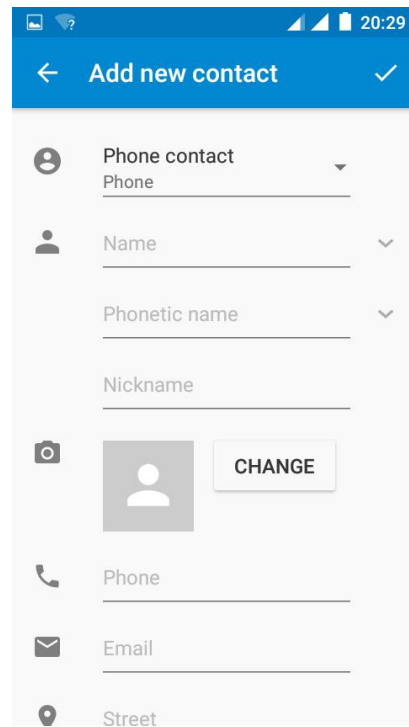 20:29
Add new contact
Phone contact
Phone
Name
Phonetic name
Nickname
CHANGE
Phone
Email
Street